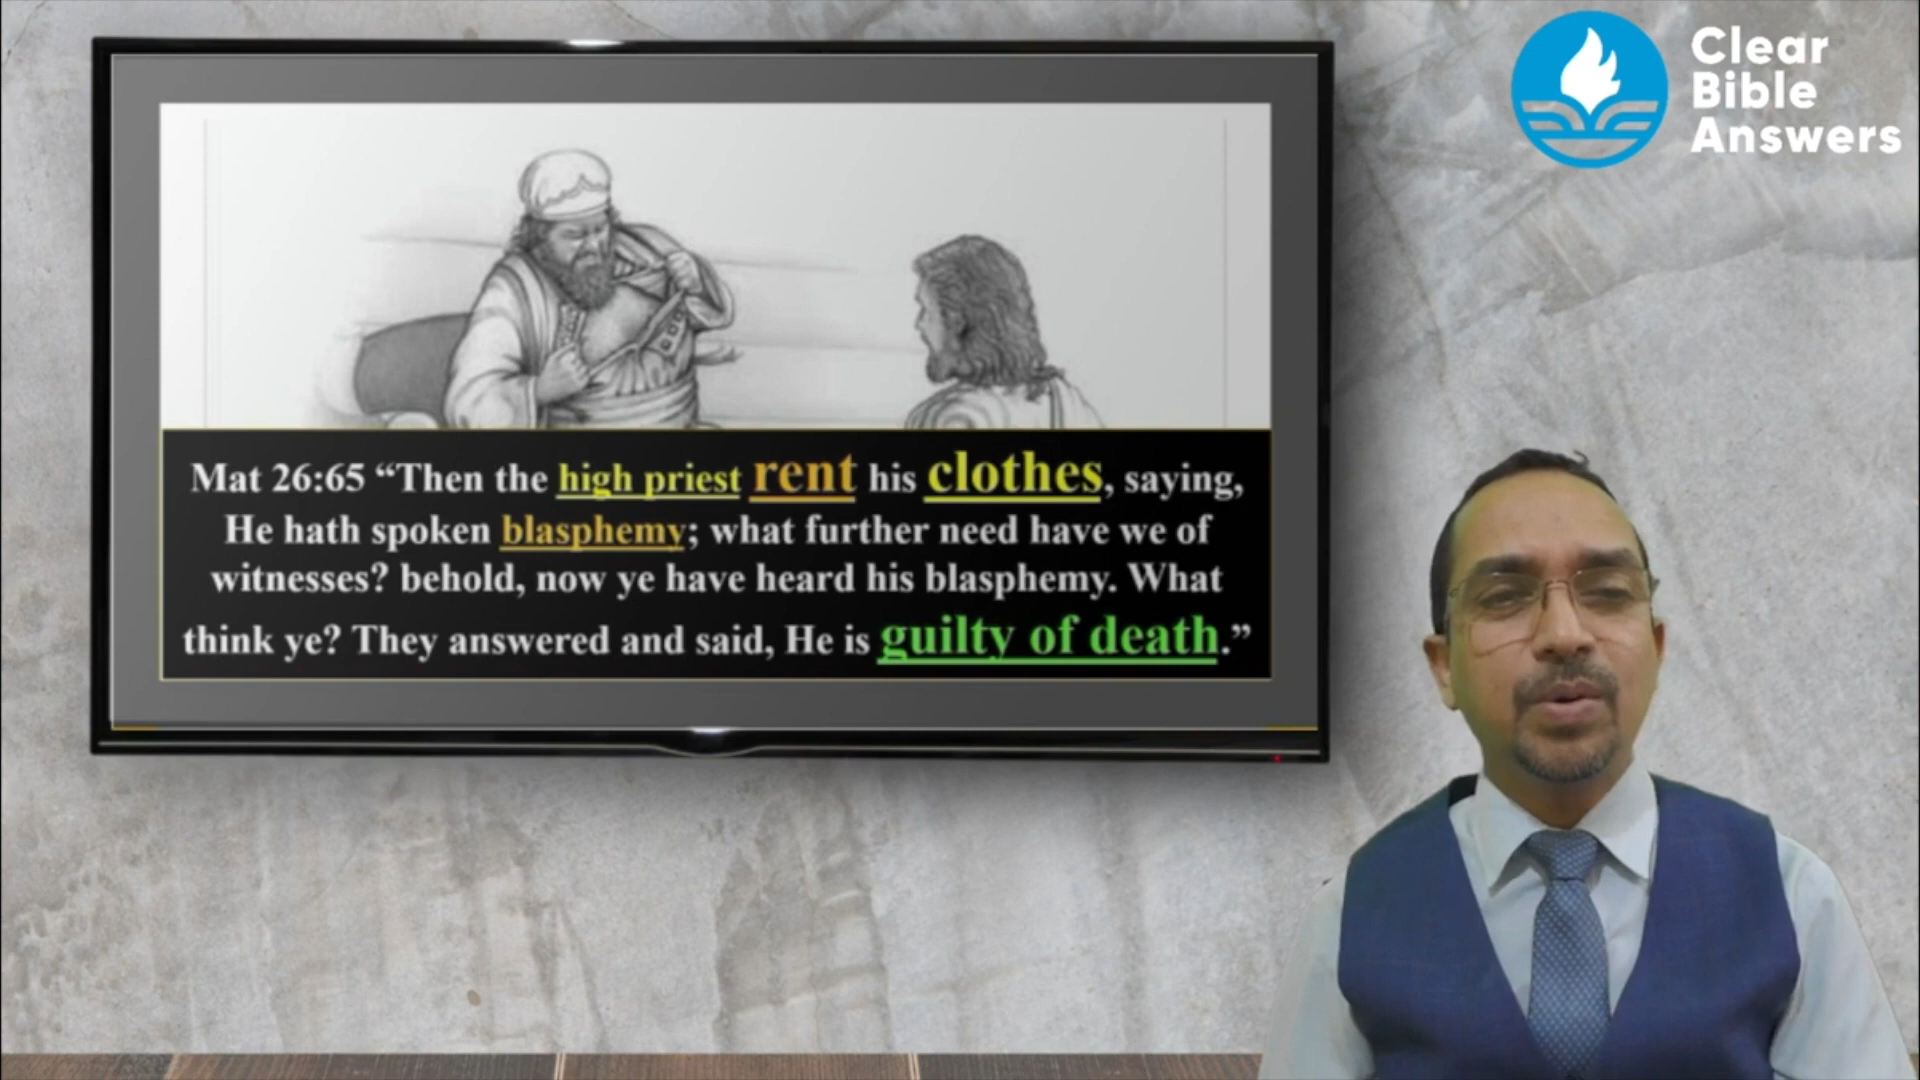 Clear
Bible
Answers
Mat 26:65 “Then the high priest rent his clothes, saying,
He hath spoken blasphemy; what further need have we of
witnesses? behold, now ye have heard his blasphemy. What
think ye? They answered and said, He is guilty of death.”